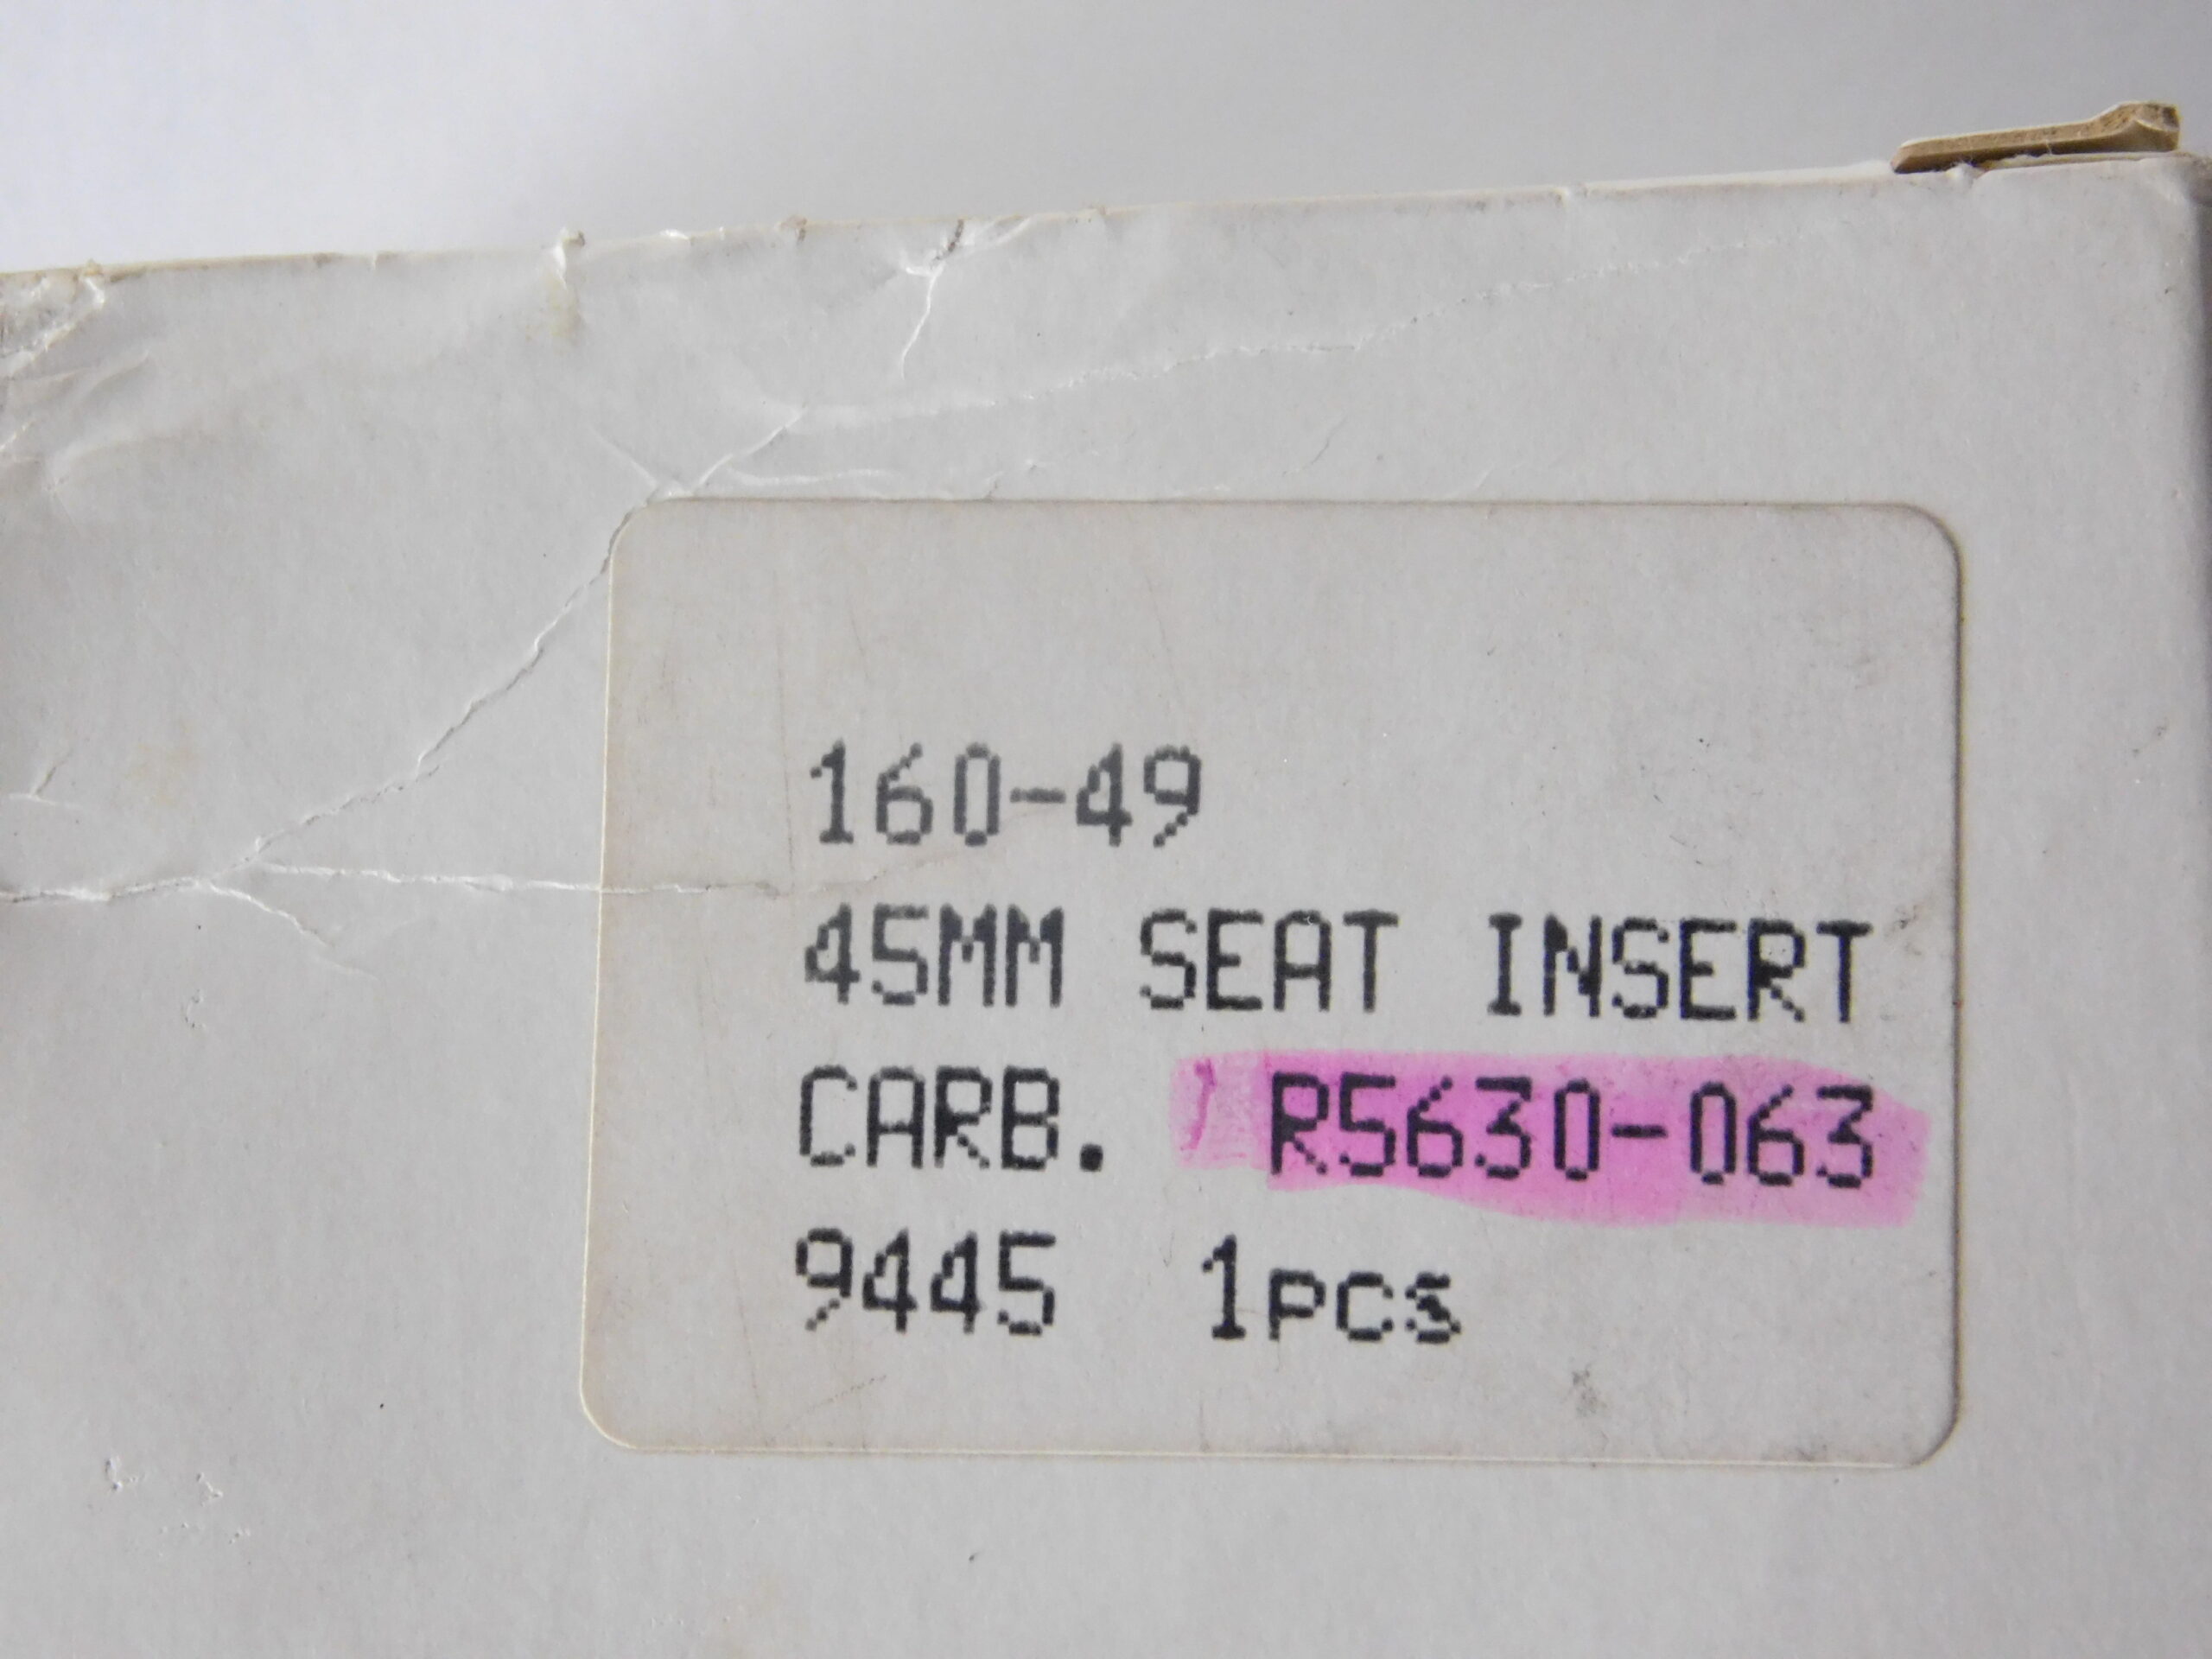 160-49
45MM SEAT INSERT
CARB. R5630-063
9445 1pcs